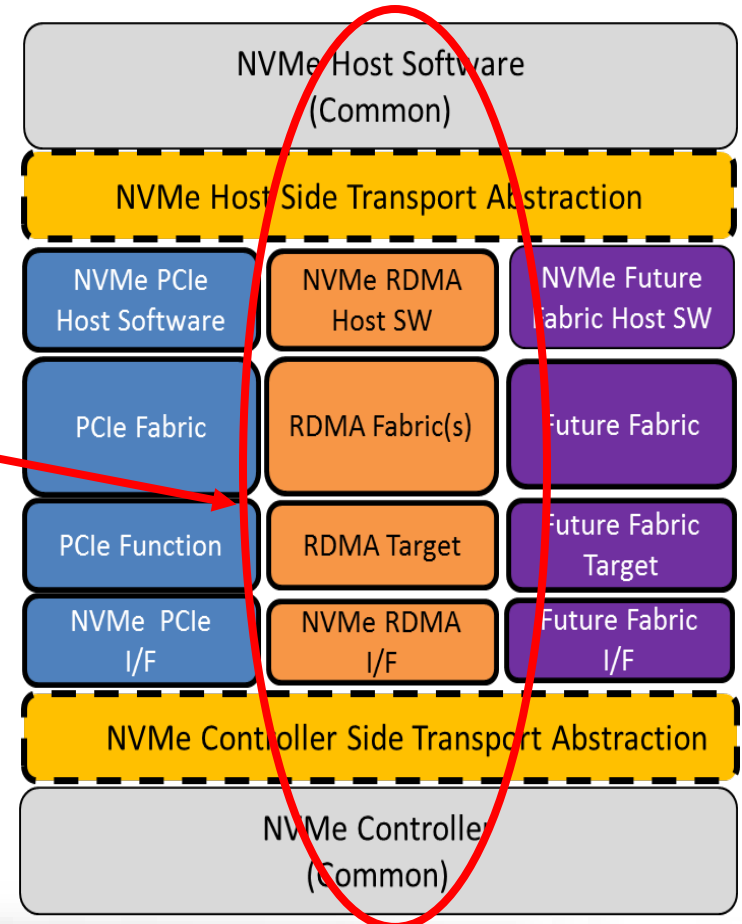 NVMe Host Software
(Common)
NVMe Host Side Transport Abstraction
NVMe PCIe
Host Software
NVMe RDMA
Host SW
NVMe Future
Fabric Host SW
PCIe Fabric
RDMA Fabric(s)
Future Fabric
PCIe Function
RDMA Target
Future Fabric
Target
NVMe PCIe
I/F
NVMe RDMA
I/F
Future Fabric
I/F
NVMe Controller Side Transport Abstraction
NVMe Controller
(Common)